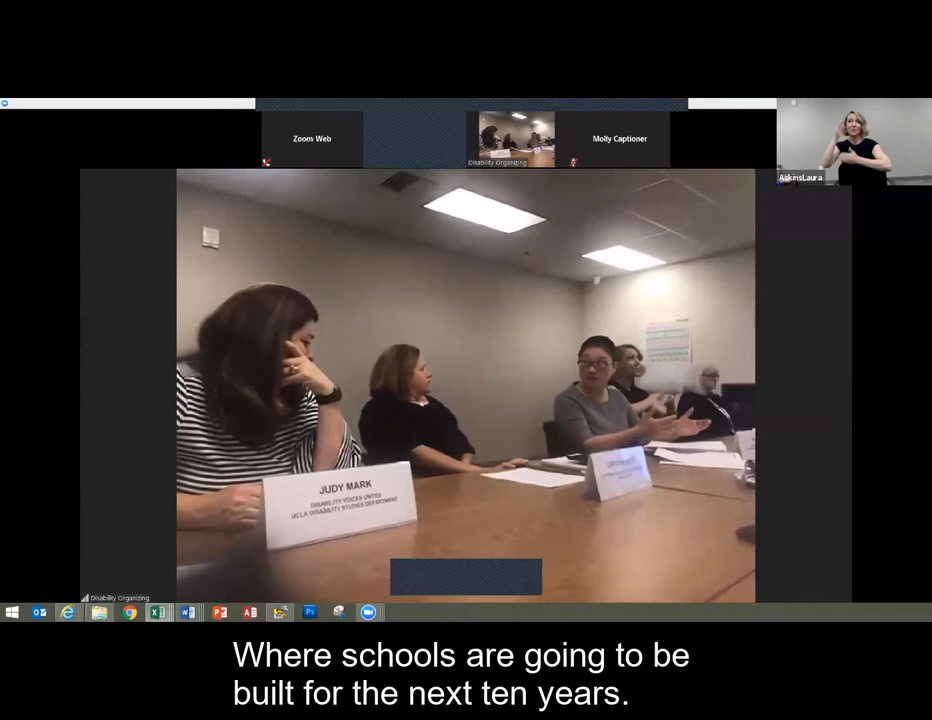 Zoom Web
Disability Organizing
Molly Captioner
AskinsLaura
JUDY MARK
DISABILITY VOICES UNITED
UCLA DISABILITY STUDIES DEPARTMENT
Disability Organizing
Where schools are going to be
built for the next ten years.